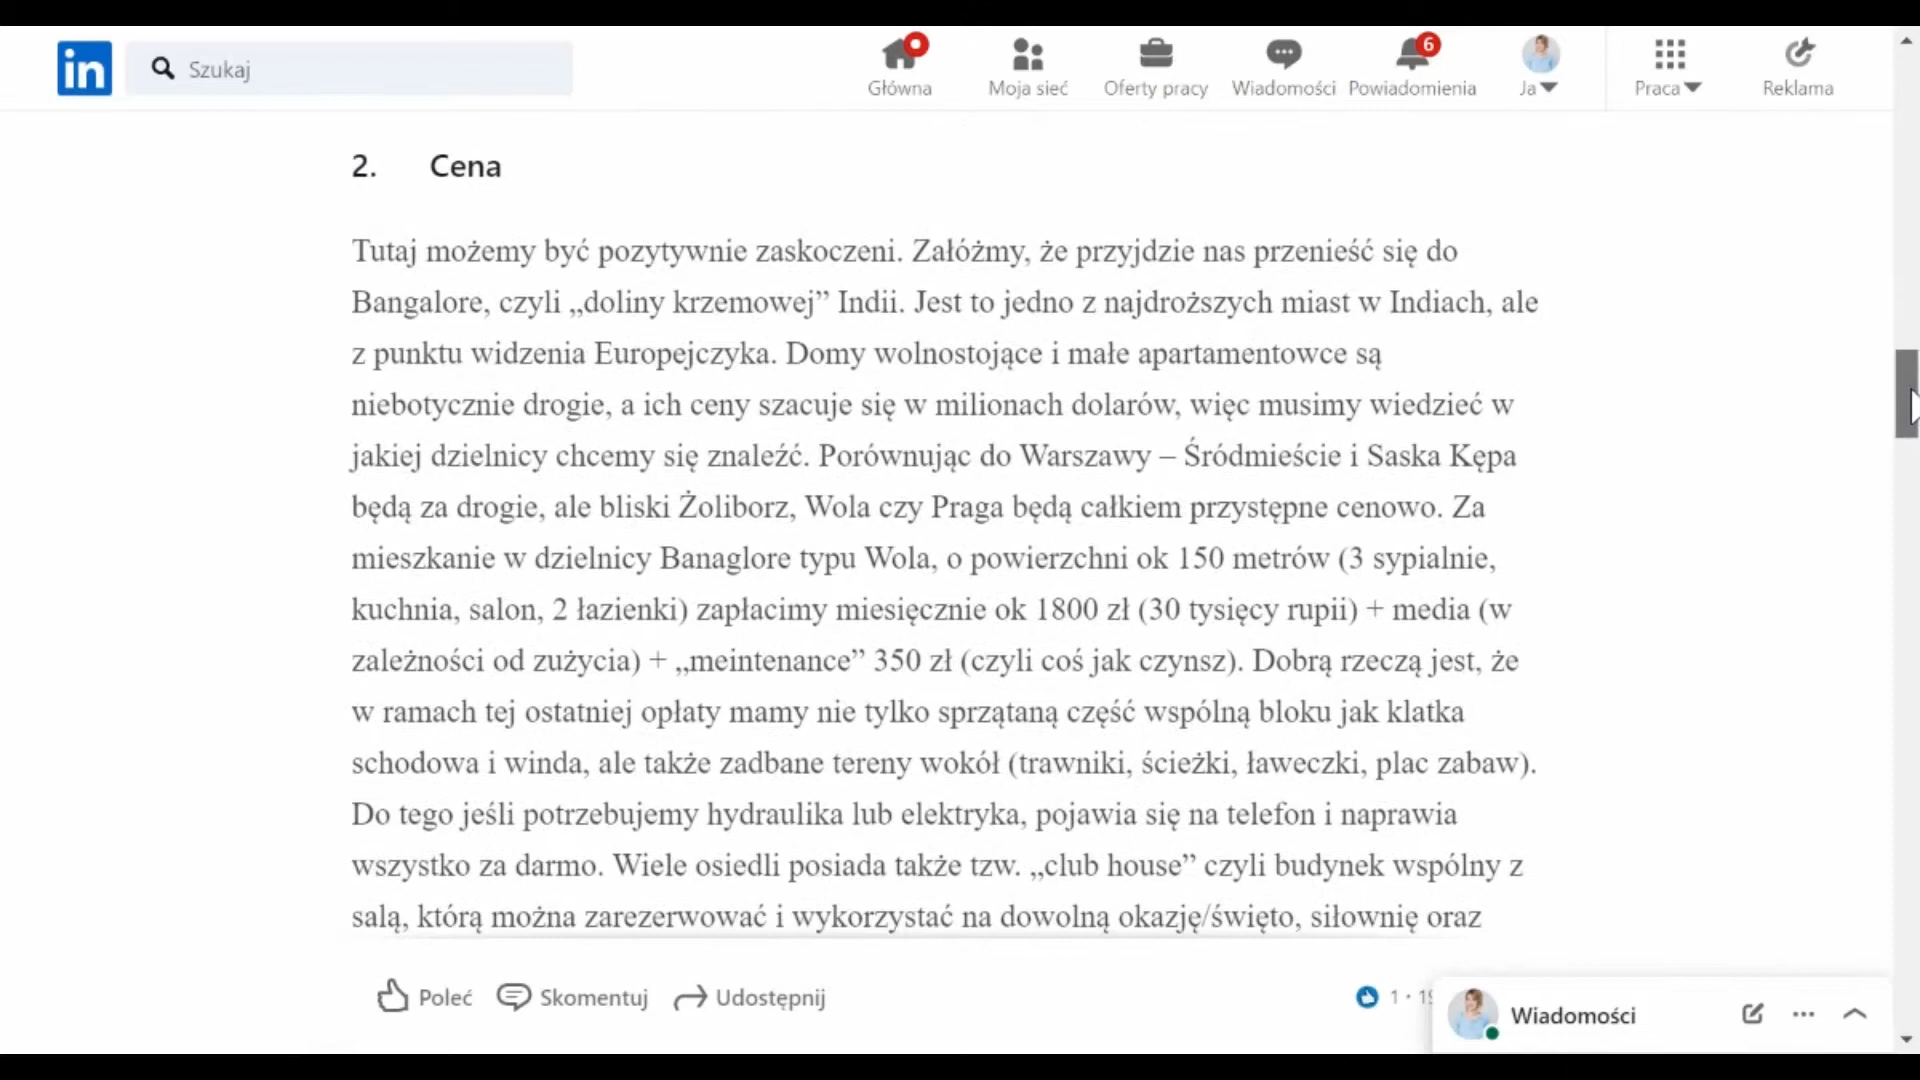 in
Szukaj
Główna
Moja sieć
Oferty pracy
Wiadomości
6
Powiadomienia
Ja
Praca
Reklama
2. Cena
Tutaj możemy być pozytywnie zaskoczeni. Załóżmy, że przyjdzie nas przenieść się do
Bangalore, czyli „doliny krzemowej” Indii. Jest to jedno z najdroższych miast w Indiach, ale
z punktu widzenia Europejczyka. Domy wolnostojące i małe apartamentowce są
niebotycznie drogie, a ich ceny szacuje się w milionach dolarów, więc musimy wiedzieć w
jakiej dzielnicy chcemy się znaleźć. Porównując do Warszawy – Śródmieście i Saska Kępa
będą za drogie, ale bliski Żoliborz, Wola czy Praga będą całkiem przystępne cenowo. Za
mieszkanie w dzielnicy Banaglore typu Wola, o powierzchni ok 150 metrów (3 sypialnie,
kuchnia, salon, 2 łazienki) zapłacimy miesięcznie ok 1800 zł (30 tysięcy rupii) + media (w
zależności od zużycia) + „meintenance” 350 zł (czyli coś jak czynsz). Dobrą rzeczą jest, że
w ramach tej ostatniej opłaty mamy nie tylko sprzątaną część wspólną bloku jak klatka
schodowa i winda, ale także zadbane tereny wokół (trawniki, ścieżki, ławeczki, plac zabaw).
Do tego jeśli potrzebujemy hydraulika lub elektryka, pojawia się na telefon i naprawia
wszystko za darmo. Wiele osiedli posiada także tzw. „club house” czyli budynek wspólny z
salą, którą można zarezerwować i wykorzystać na dowolną okazję/święto, siłownię oraz
Poleć
Skomentuj
Udostępnij
1 ·
Wiadomości